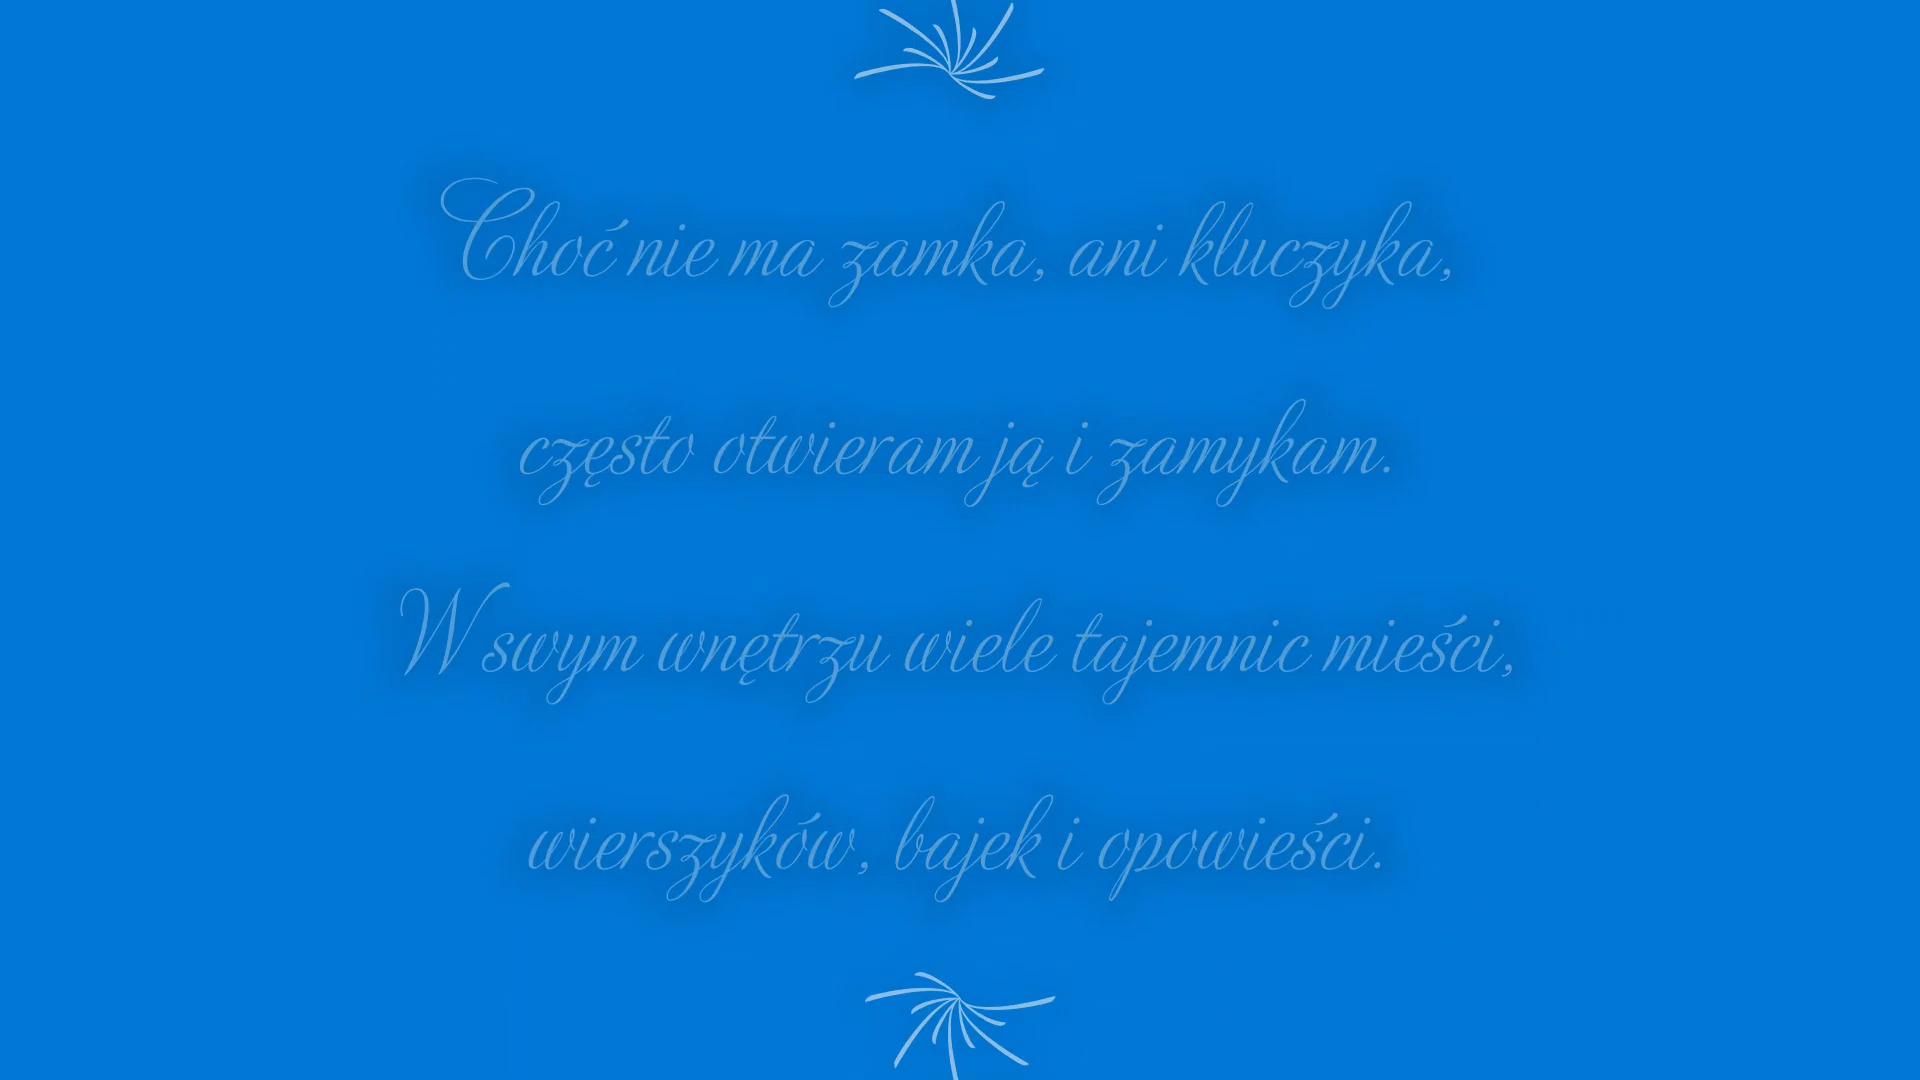 Choć nie ma zamka, ani kluczyka,
często otwieram ją i zamykam.
W swym wnętrzu wiele tajemnic mieści,
wierszyków, bajek i opowieści.